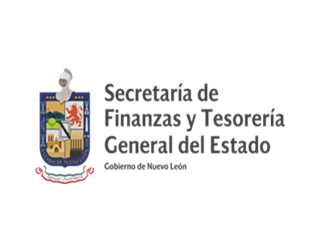 Secretaría de
Finanzas y Tesorería
General del Estado
Gobierno de Nuevo León